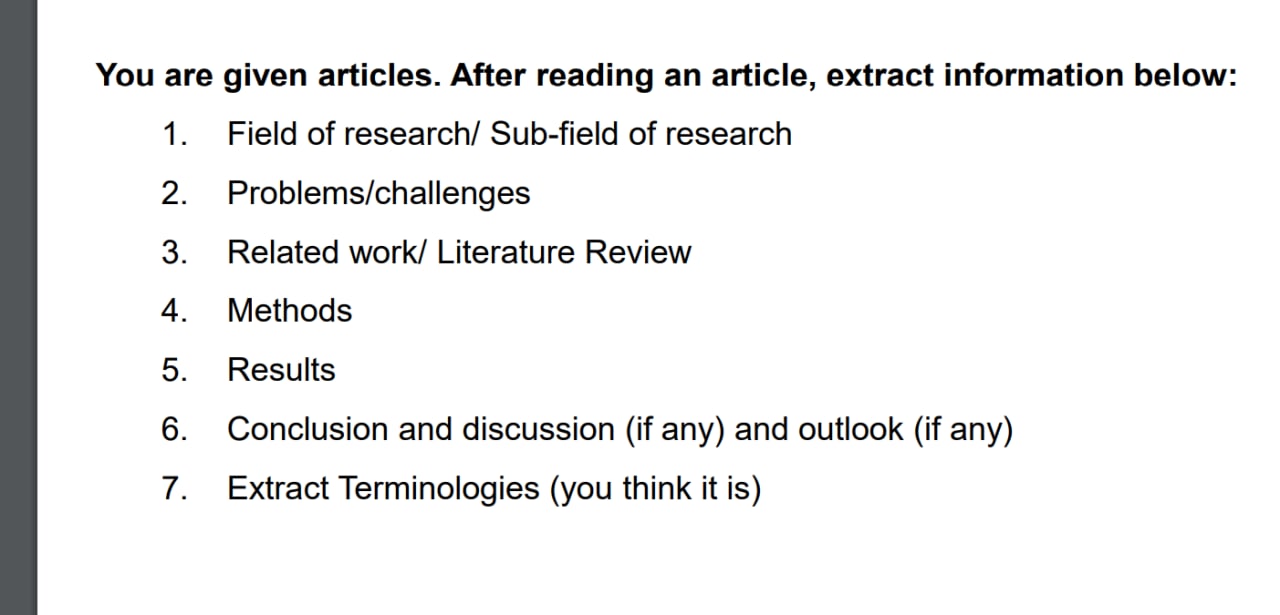 You are given articles. After reading an article, extract information below:
1. Field of research/ Sub-field of research
2. Problems/challenges
3. Related work/ Literature Review
4. Methods
5. Results
6. Conclusion and discussion (if any) and outlook (if any)
7. Extract Terminologies (you think it is)